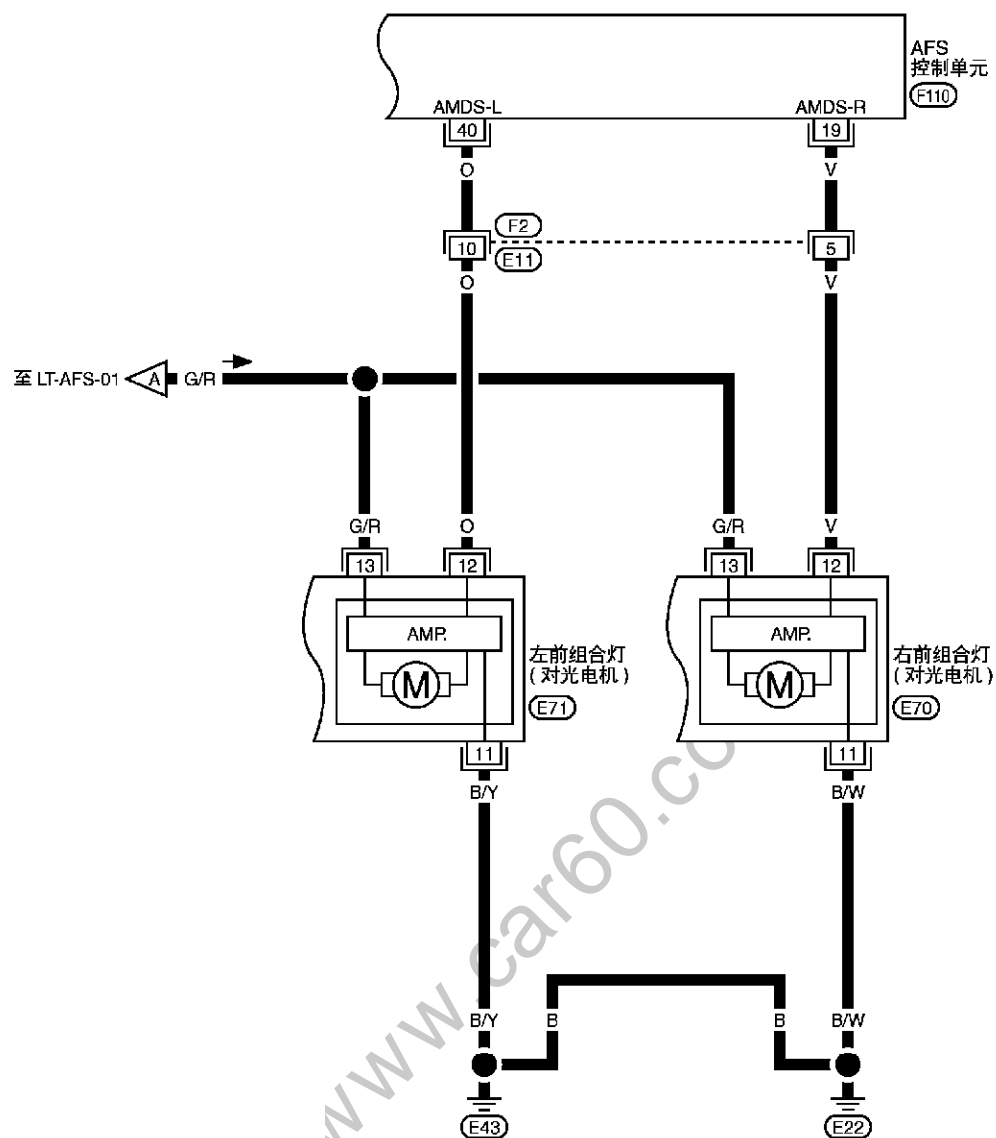 AFS
控制单元
F110
AMDS-L
AMDS-R
40
19
O
V
F2
10
5
E11
O
V
至 LT-AFS-01
A
G/R
G/R
O
G/R
V
13
12
13
12
AMP.
AMP.
M
M
左前组合灯
(对光电机)
E71
右前组合灯
(对光电机)
E70
11
11
B/Y
B/W
www.car60.co
B/Y
B
B
B/W
E43
E22